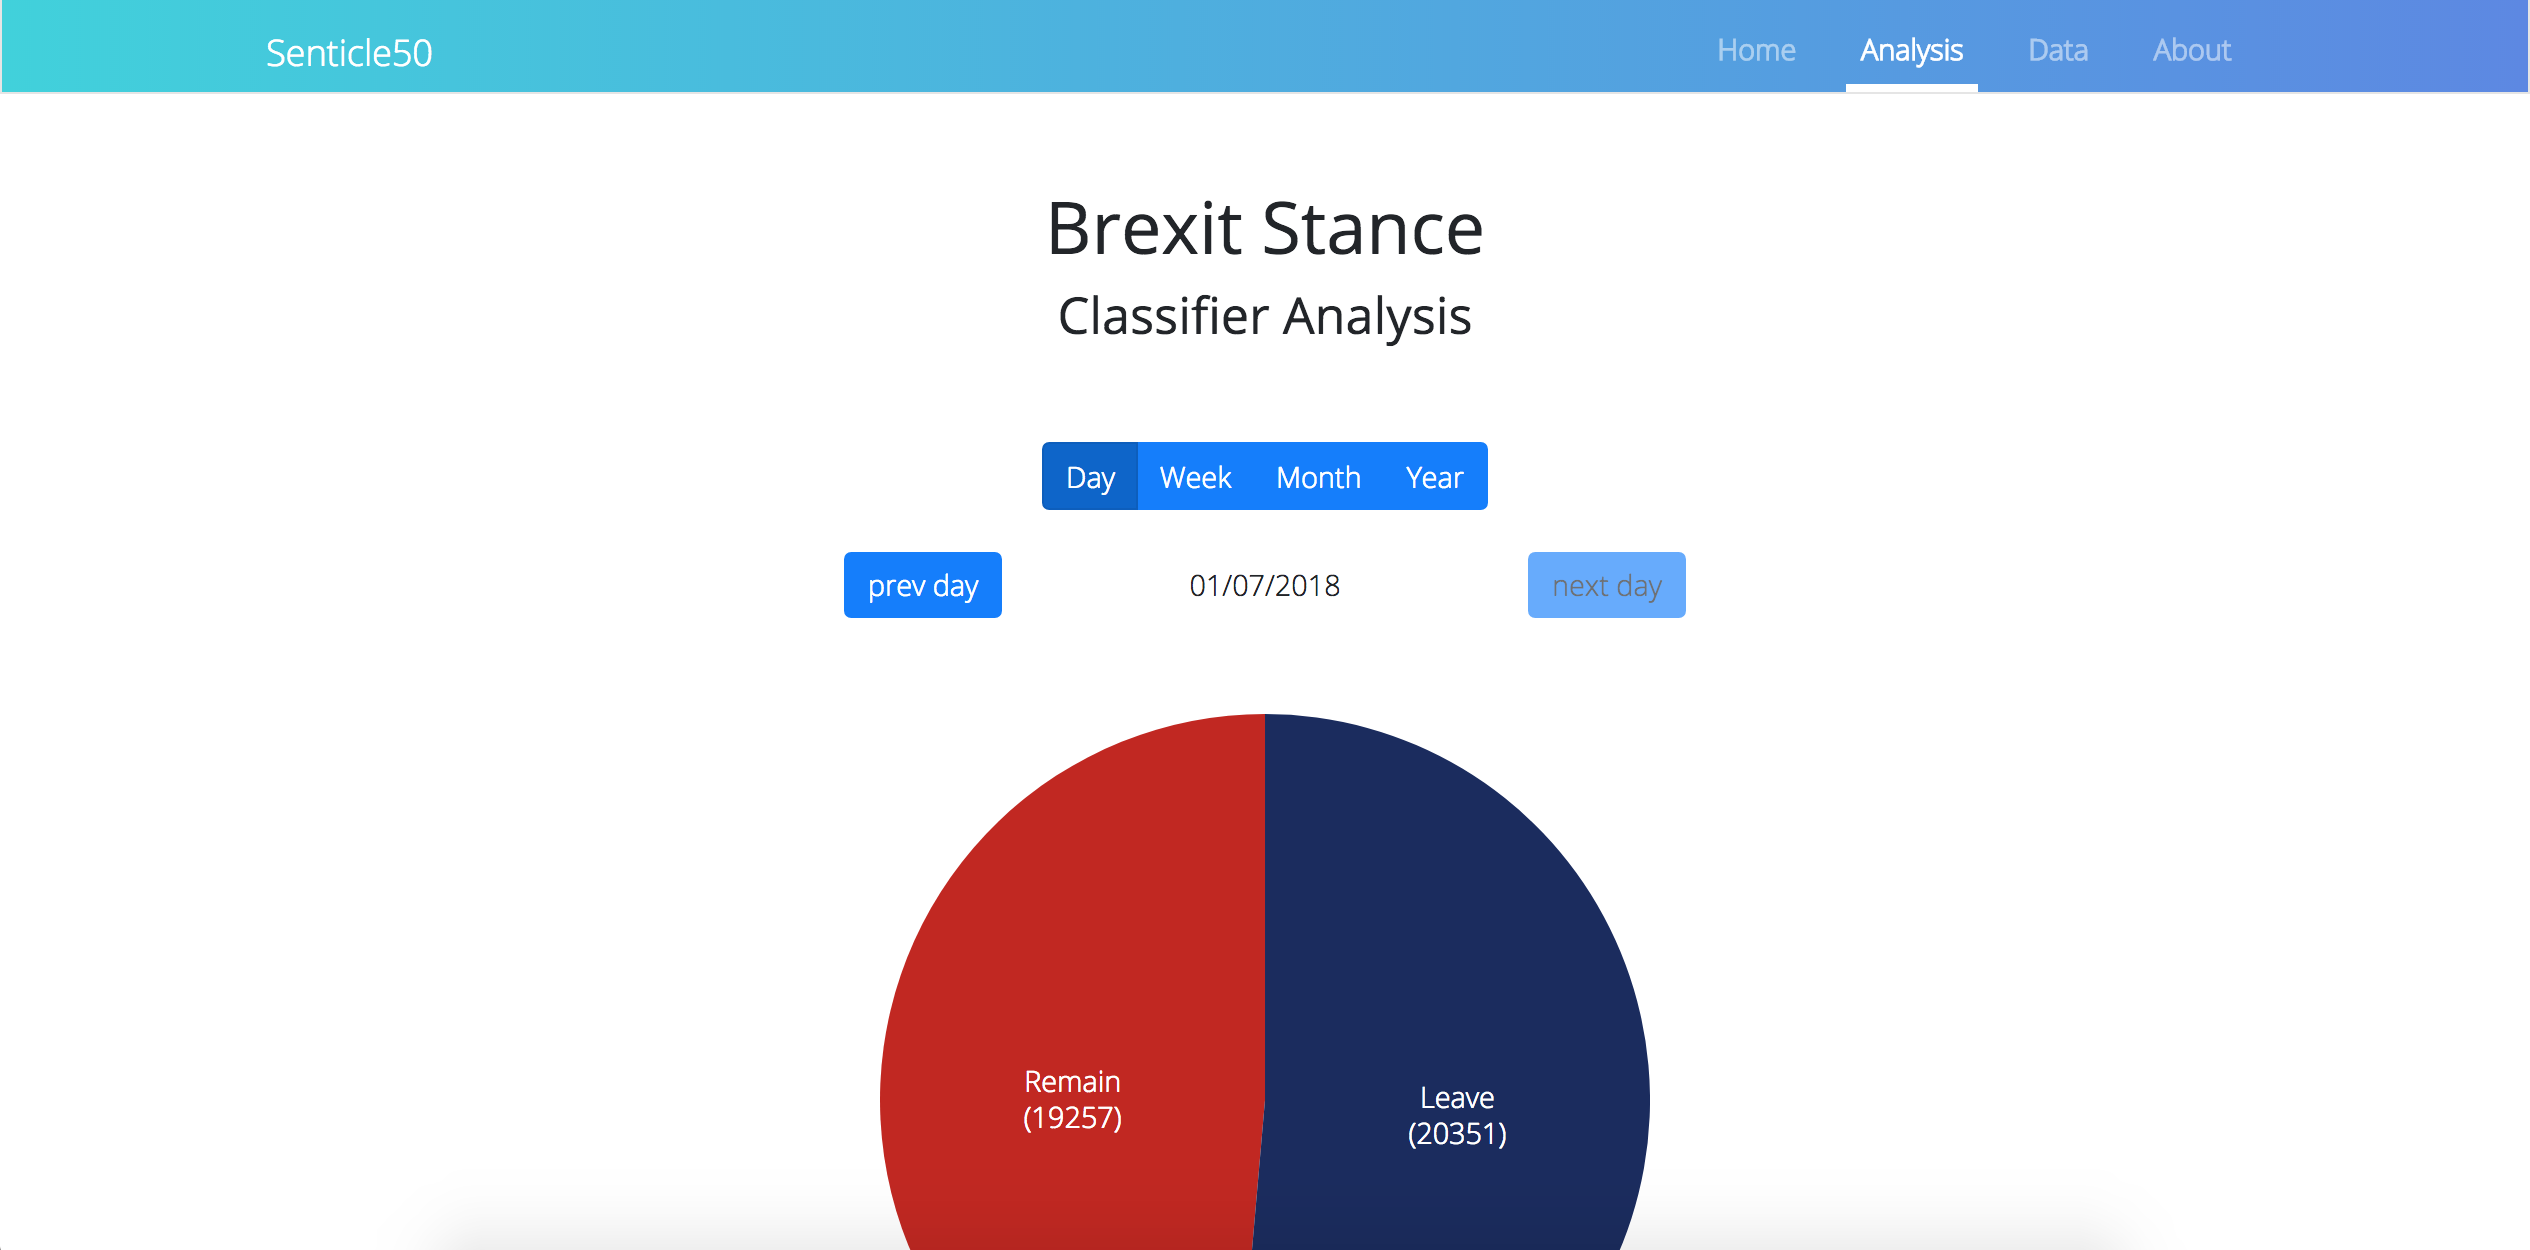 Senticle50
Home Analysis Data About
Brexit Stance
Classifier Analysis
Day Week Month Year
prev day 01/07/2018 next day
Remain
(19257)
Leave
(20351)